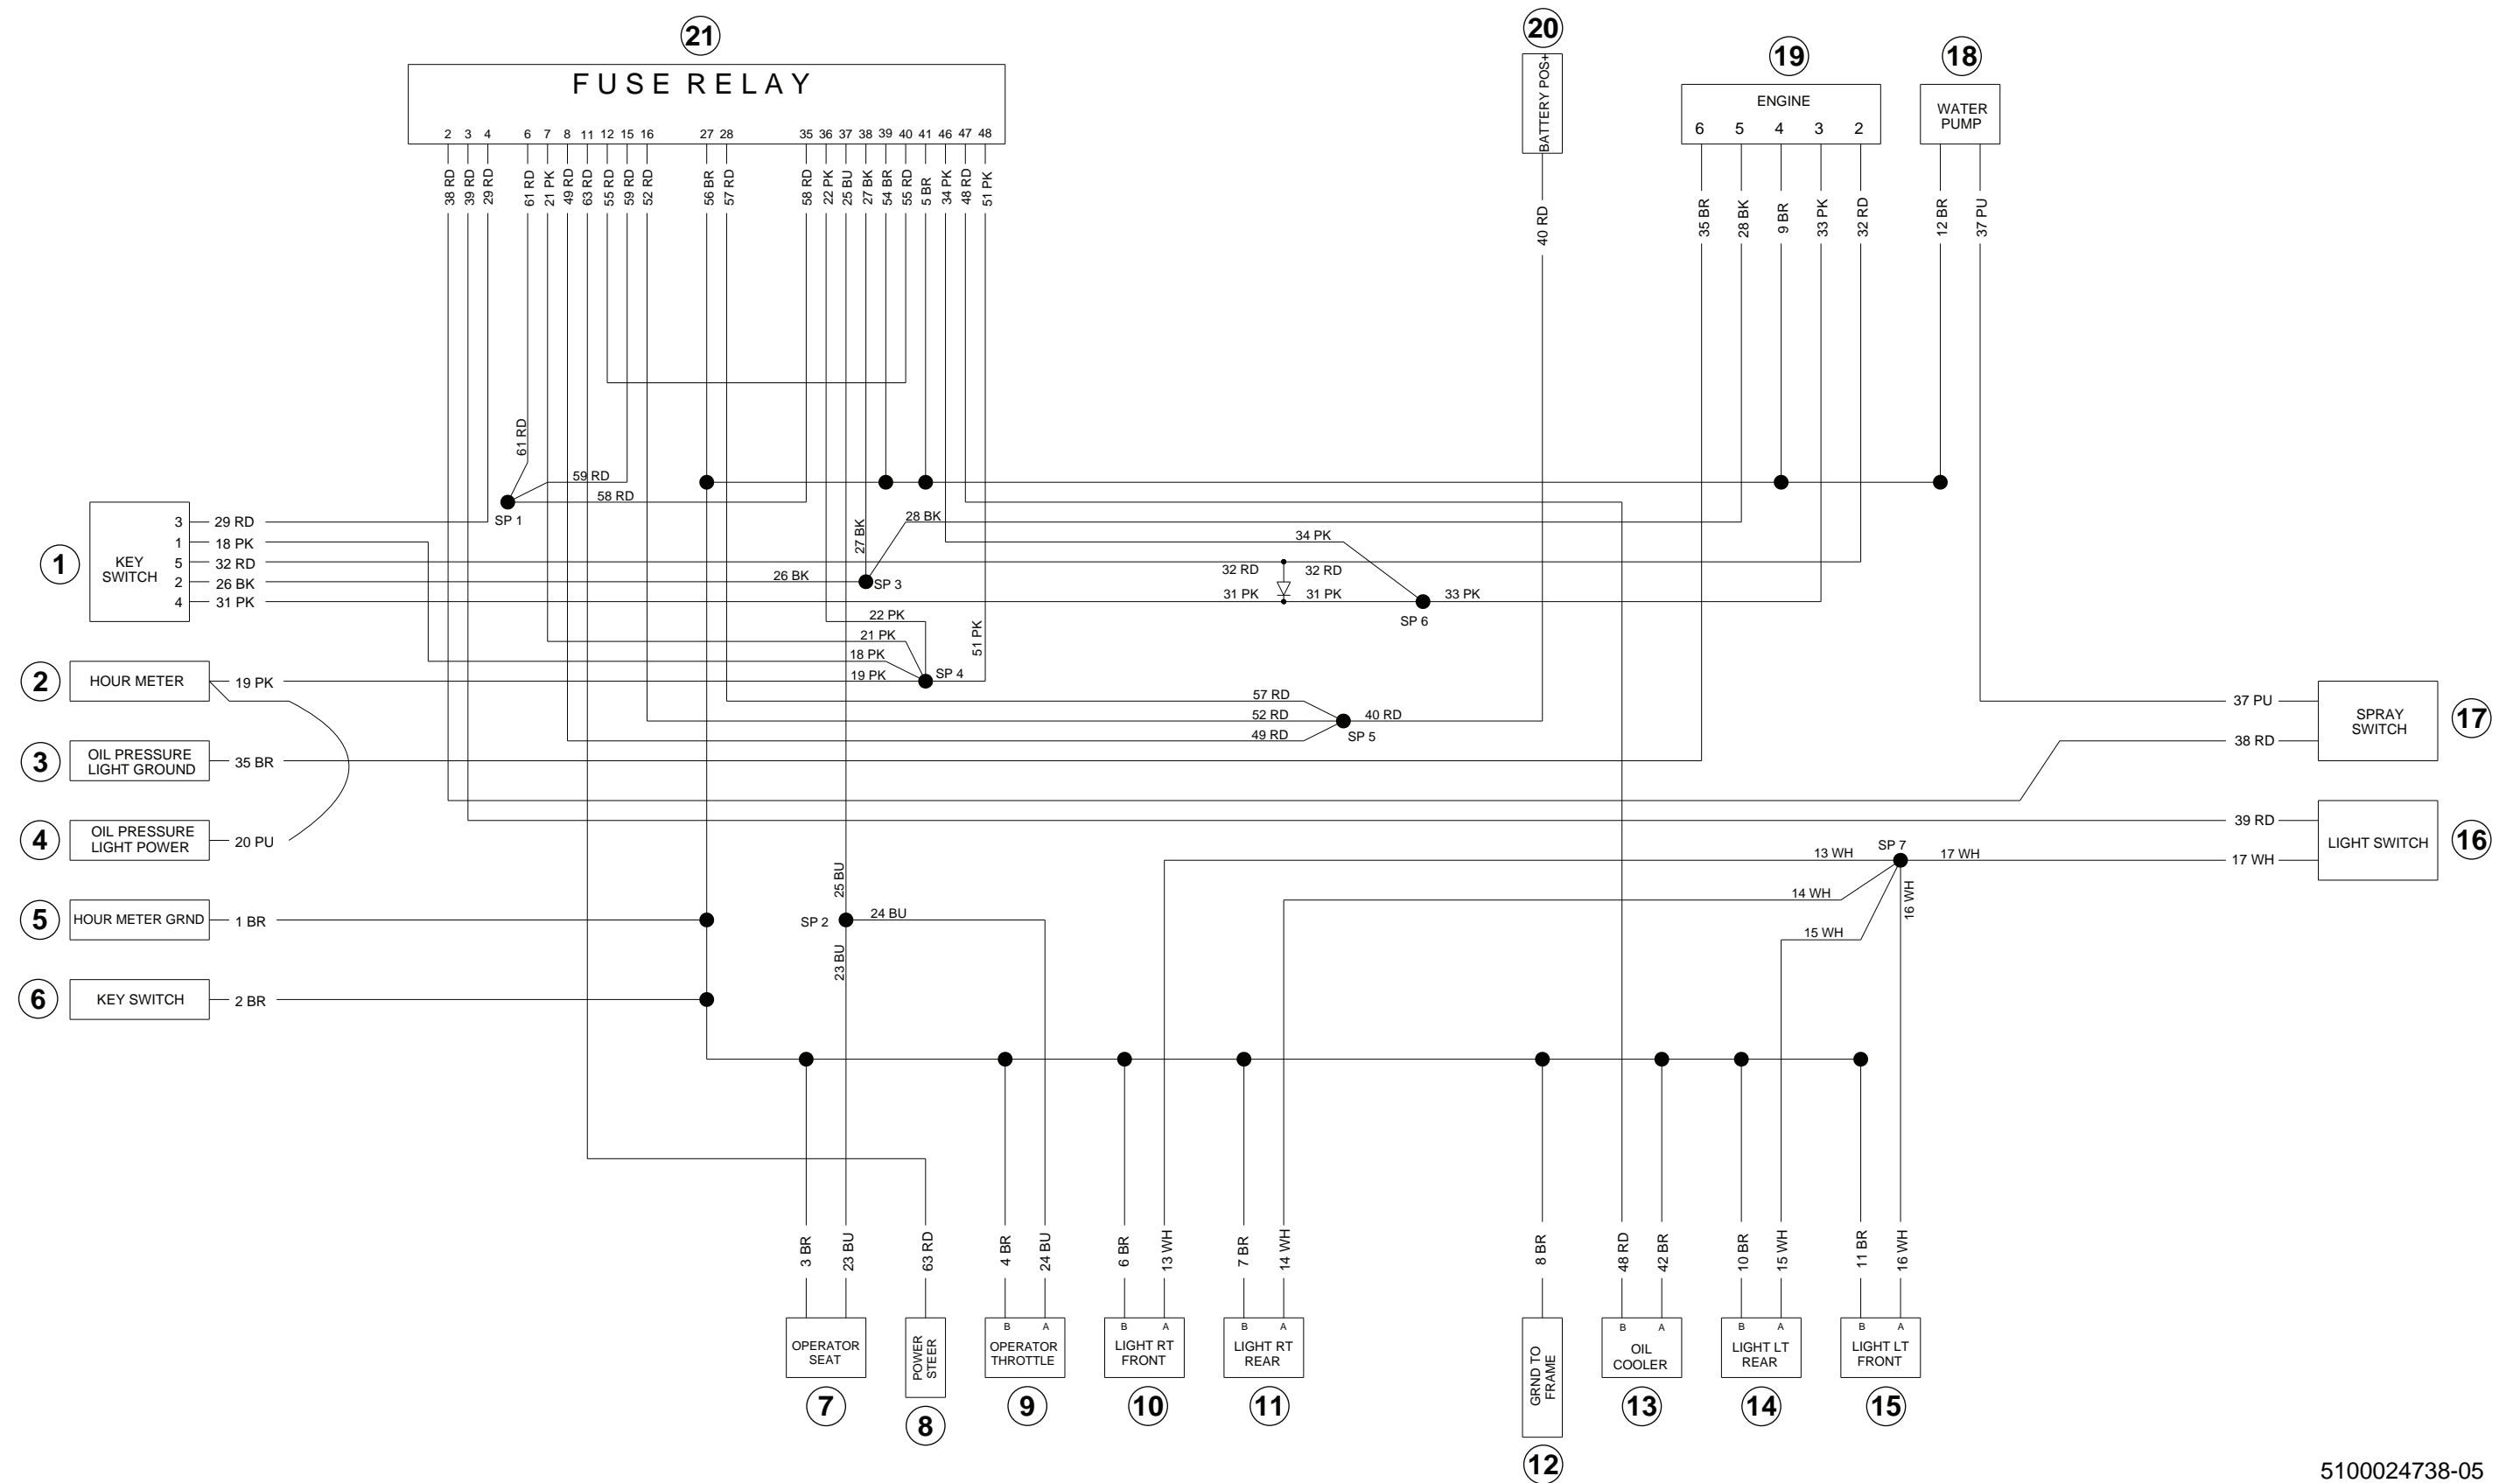 21
FUSE RELAY
2 3 4 6 7 8 11 12 15 16 27 28 35 36 37 38 39 40 41 46 47 48
38 RD
39 RD
29 RD
61 RD
21 PK
49 RD
63 RD
55 RD
59 RD
52 RD
56 BR
57 RD
58 RD
22 PK
25 BU
27 BK
54 BR
55 RD
5 BR
34 PK
48 RD
51 PK
20
BATTERY POS+
40 RD
19
ENGINE
6 5 4 3 2
35 BR
28 BK
9 BR
33 PK
32 RD
18
WATER
PUMP
12 BR
37 PU
61 RD
59 RD
58 RD
SP 1
1
KEY
SWITCH
3 29 RD
1 18 PK
5 32 RD
2 26 BK
4 31 PK
28 BK
27 BK
26 BK
SP 3
34 PK
32 RD
32 RD
31 PK
31 PK
33 PK
SP 6
22 PK
21 PK
18 PK
19 PK
SP 4
51 PK
2
HOUR METER
19 PK
57 RD
52 RD
49 RD
40 RD
SP 5
3
OIL PRESSURE
LIGHT GROUND
35 BR
4
OIL PRESSURE
LIGHT POWER
20 PU
5
HOUR METER GRND
1 BR
6
KEY SWITCH
2 BR
37 PU
38 RD
SPRAY
SWITCH
17
39 RD
17 WH
LIGHT SWITCH
16
SP 7
13 WH
17 WH
14 WH
15 WH
16 WH
25 BU
SP 2
24 BU
23 BU
3 BR
23 BU
63 RD
4 BR
24 BU
6 BR
13 WH
7 BR
14 WH
8 BR
48 RD
42 BR
10 BR
15 WH
11 BR
16 WH
OPERATOR
SEAT
7
POWER
STEER
8
B A
OPERATOR
THROTTLE
9
B A
LIGHT RT
FRONT
10
B A
LIGHT RT
REAR
11
GRND TO
FRAME
12
B A
OIL
COOLER
13
B A
LIGHT LT
REAR
14
B A
LIGHT LT
FRONT
15
5100024738-05